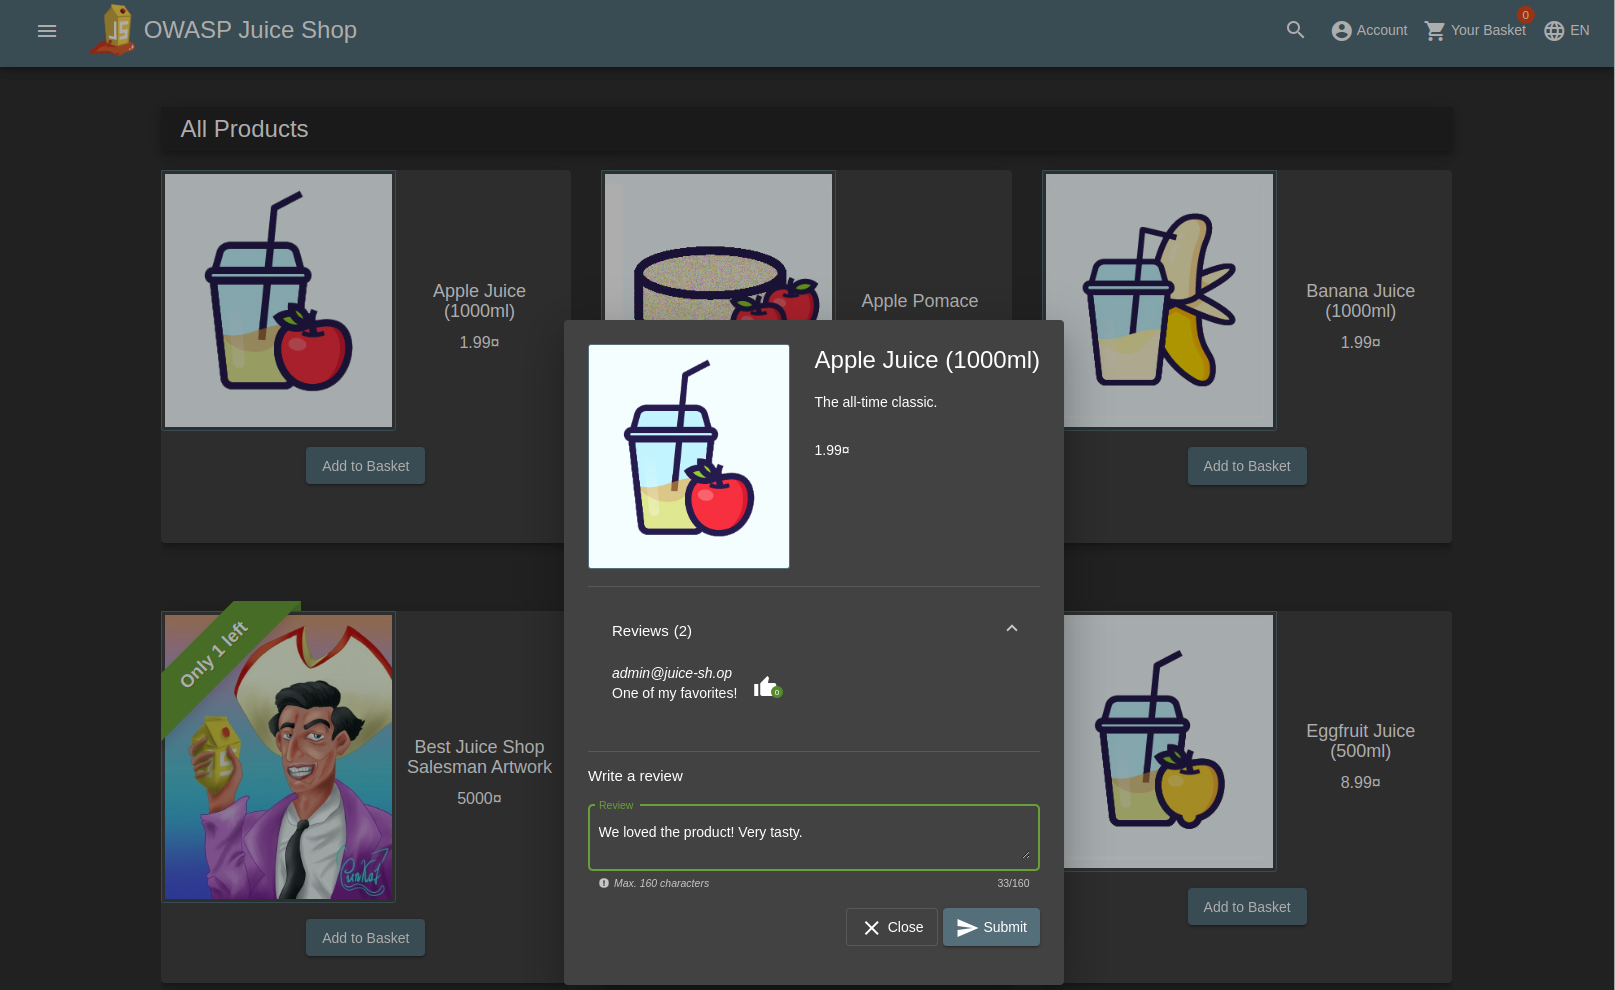 OWASP Juice Shop
Account
Your Basket
0
EN
All Products
Apple Juice
(1000ml)
1.99¤
Add to Basket
Apple Pomace
Banana Juice
(1000ml)
1.99¤
Add to Basket
Only 1 left
Best Juice Shop
Salesman Artwork
5000¤
Add to Basket
Eggfruit Juice
(500ml)
8.99¤
Add to Basket
Apple Juice (1000ml)
The all-time classic.
1.99¤
Reviews (2)
admin@juice-sh.op
One of my favorites!
0
Write a review
Review
We loved the product! Very tasty.
Max. 160 characters
33/160
Close
Submit